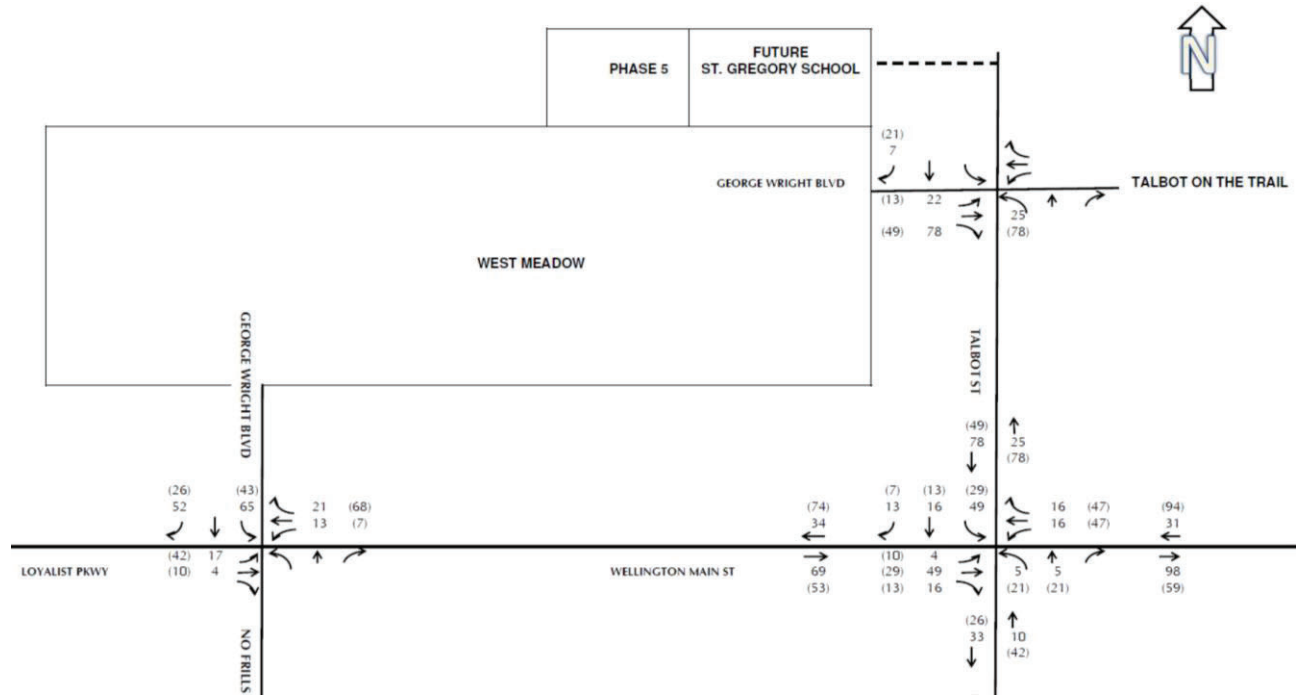 N
PHASE 5
FUTURE
ST. GREGORY SCHOOL
(21)
7
GEORGE WRIGHT BLVD
TALBOT ON THE TRAIL
(13) 22
25
(49) 78
(78)
WEST MEADOW
GEORGE WRIGHT BLVD
TALBOT ST
(49)
78 25
(78)
(26) (43)
52 65 21 (68)
13 (7)
(7) (13) (29)
(74) 13 16 49 16 (47) (94)
34 16 (47) 31
(42) 17
(10) 4
LOYALIST PKWY
WELLINGTON MAIN ST
69
(53)
(10) 4
(29) 49 5 5 98
(13) 16 (21) (21) (59)
NO FRILLS
(26)
33 10
(42)